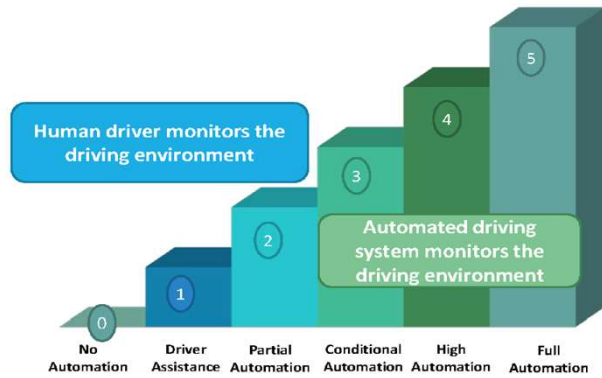 5
4
Human driver monitors the
driving environment
3
2
Automated driving
system monitors the
driving environment
1
0
No
Automation
Driver
Assistance
Partial
Automation
Conditional
Automation
High
Automation
Full
Automation